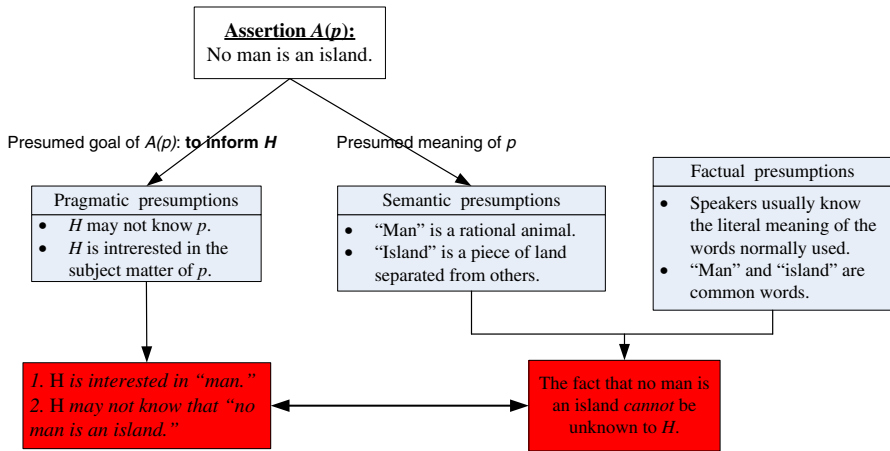 Assertion A(p):
No man is an island.
Presumed goal of A(p): to inform H
Presumed meaning of p
Pragmatic presumptions
• H may not know p.
• H is intrerested in the
subject matter of p.
Semantic presumptions
• “Man” is a rational animal.
• “Island” is a piece of land
separated from others.
Factual presumptions
• Speakers usually know
the literal meaning of the
words normally used.
• “Man” and “island” are
common words.
1. H is interested in “man.”
2. H may not know that “no
man is an island.”
The fact that no man is
an island cannot be
unknown to H.